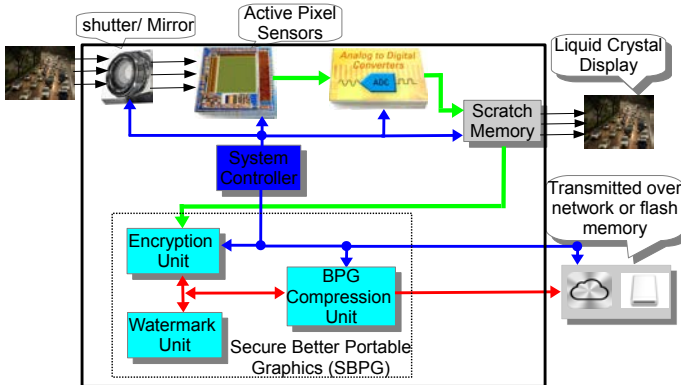 shutter/ Mirror
Active Pixel
Sensors
Analog to Digital
Converters
ADC
Liquid Crystal
Display
Scratch
Memory
System
Controller
Transmitted over
network or flash
memory
Encryption
Unit
BPG
Compression
Unit
Watermark
Unit
Secure Better Portable
Graphics (SBPG)